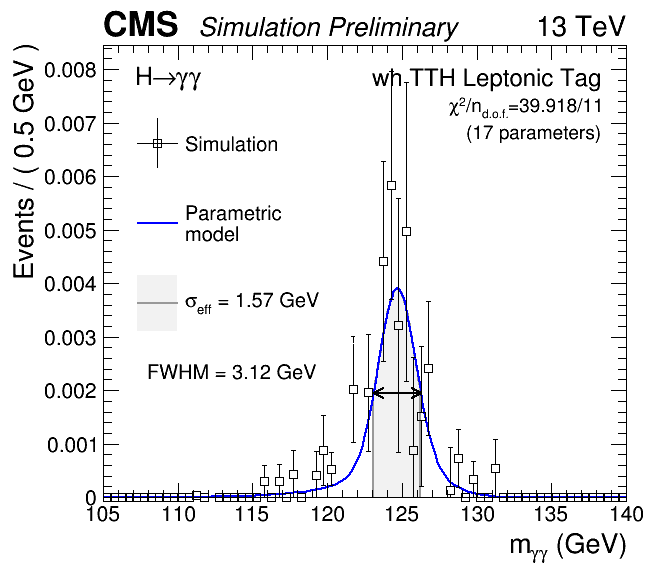 CMS Simulation Preliminary 13 TeV
H→γγ
wh TTH Leptonic Tag
χ²/n_d.o.f.=39.918/11
(17 parameters)
Simulation
Parametric
model
σ_eff = 1.57 GeV
FWHM = 3.12 GeV
Events / ( 0.5 GeV )
0.008
0.007
0.006
0.005
0.004
0.003
0.002
0.001
0
105 110 115 120 125 130 135 140
m_γγ (GeV)